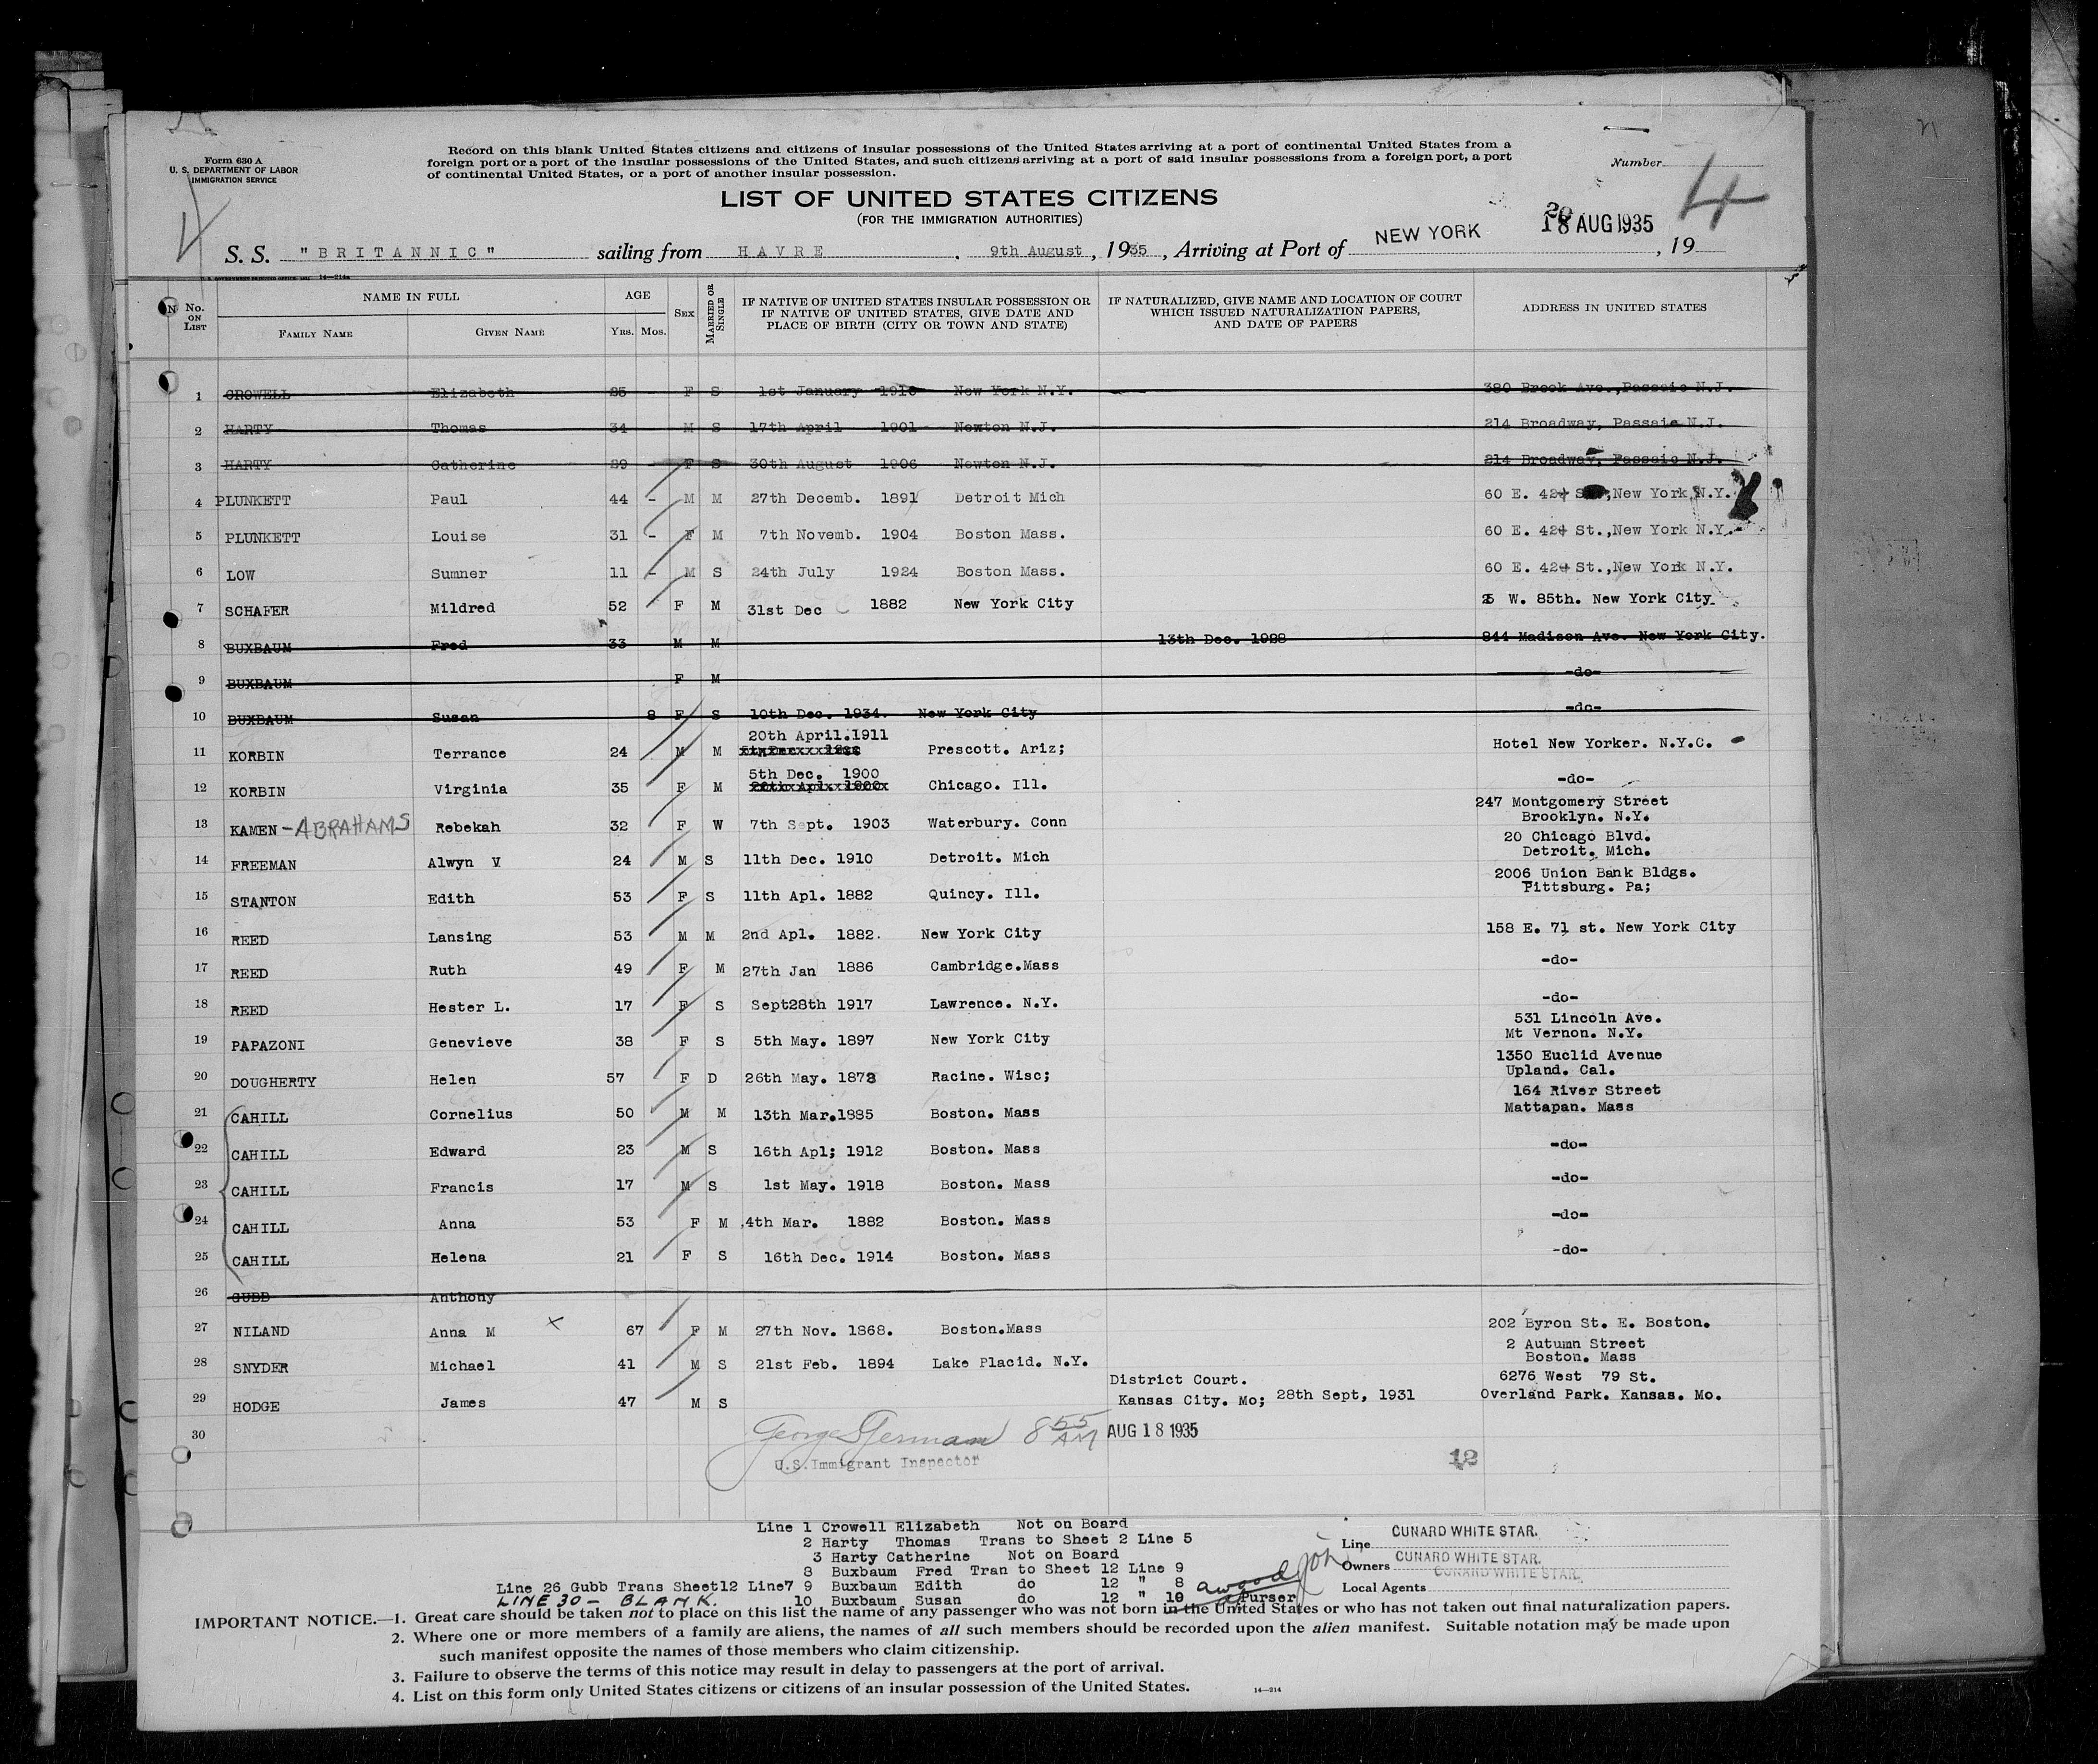 Form 630 A
U. S. DEPARTMENT OF LABOR
IMMIGRATION SERVICE
Record on this blank United States citizens and citizens of insular possessions of the United States arriving at a port of continental United States from a
foreign port or a port of the insular possessions of the United States, and such citizens arriving at a port of said insular possessions from a foreign port, a port
of continental United States, or a port of another insular possession.
Number
4
LIST OF UNITED STATES CITIZENS
(FOR THE IMMIGRATION AUTHORITIES)
20
18 AUG 1935
S. S. "BRITANNIC" sailing from HAVRE , 9th August , 1935 , Arriving at Port of NEW YORK , 19
No. ON LIST
NAME IN FULL
FAMILY NAME GIVEN NAME
AGE
YRS. MOS.
SEX
MARRIED OR SINGLE
IF NATIVE OF UNITED STATES INSULAR POSSESSION OR
IF NATIVE OF UNITED STATES, GIVE DATE AND
PLACE OF BIRTH (CITY OR TOWN AND STATE)
IF NATURALIZED, GIVE NAME AND LOCATION OF COURT
WHICH ISSUED NATURALIZATION PAPERS,
AND DATE OF PAPERS
ADDRESS IN UNITED STATES
1 CROWELL Elizabeth 25 F S 1st January 1910 New York N.Y. 380 Brook Ave., Passaic N.J.
2 HARTY Thomas 34 M S 17th April 1901 Newton N.J. 214 Broadway, Passaic N.J.
3 HARTY Catherine 29 F S 30th August 1906 Newton N.J. 214 Broadway, Passaic N.J.
4 PLUNKETT Paul 44 - M M 27th Decemb. 1891 Detroit Mich 60 E. 42d St.,New York N.Y.
5 PLUNKETT Louise 31 - F M 7th Novemb. 1904 Boston Mass. 60 E. 42d St.,New York N.Y.
6 LOW Sumner 11 - M S 24th July 1924 Boston Mass. 60 E. 42d St.,New York N.Y.
7 SCHAFER Mildred 52 F M 31st Dec 1882 New York City 25 W. 85th. New York City
8 BUXBAUM Fred 33 M M 13th Dec. 1928 844 Madison Ave. New York City.
9 BUXBAUM F M -do-
10 BUXBAUM Susan 8 F S 10th Dec. 1934. New York City -do-
11 KORBIN Terrance 24 M M 20th April.1911 Prescott. Ariz; Hotel New Yorker. N.Y.C.
12 KORBIN Virginia 35 F M 5th Dec. 1900 Chicago. Ill. -do-
13 KAMEN - ABRAHAMS Rebekah 32 F W 7th Sept. 1903 Waterbury. Conn 247 Montgomery Street
Brooklyn. N.Y.
14 FREEMAN Alwyn V 24 M S 11th Dec. 1910 Detroit. Mich 20 Chicago Blvd.
Detroit. Mich.
15 STANTON Edith 53 F S 11th Apl. 1882 Quincy. Ill. 2006 Union Bank Bldgs.
Pittsburg. Pa;
16 REED Lansing 53 M M 2nd Apl. 1882. New York City 158 E. 71 st. New York City
17 REED Ruth 49 F M 27th Jan 1886 Cambridge.Mass -do-
18 REED Hester L. 17 F S Sept28th 1917 Lawrence. N.Y. -do-
19 PAPAZONI Genevieve 38 F S 5th May. 1897 New York City 531 Lincoln Ave.
Mt Vernon. N.Y.
20 DOUGHERTY Helen 57 F D 26th May. 1878 Racine. Wisc; 1350 Euclid Avenue
Upland. Cal.
21 CAHILL Cornelius 50 M M 13th Mar.1885 Boston. Mass 164 River Street
Mattapan. Mass
22 CAHILL Edward 23 M S 16th Apl; 1912 Boston. Mass -do-
23 CAHILL Francis 17 M S 1st May. 1918 Boston. Mass -do-
24 CAHILL Anna 53 F M 4th Mar. 1882 Boston. Mass -do-
25 CAHILL Helena 21 F S 16th Dec. 1914 Boston. Mass -do-
26 GUBB Anthony
27 NILAND Anna M X 67 F M 27th Nov. 1868. Boston.Mass 202 Byron St. E. Boston.
28 SNYDER Michael 41 M S 21st Feb. 1894 Lake Placid. N.Y. 2 Autumn Street
Boston. Mass
29 HODGE James 47 M S District Court.
Kansas City. Mo; 28th Sept, 1931 6276 West 79 St.
Overland Park. Kansas. Mo.
30 8 55 AM AUG 18 1935
U.S.Immigrant Inspector
12
Line 1 Crowell Elizabeth Not on Board
2 Harty Thomas Trans to Sheet 2 Line 5
3 Harty Catherine Not on Board
8 Buxbaum Fred Tran to Sheet 12 Line 9
Line 26 Gubb Trans Sheet12 Line7 9 Buxbaum Edith do 12 " 8
LINE 30 - BLANK. 10 Buxbaum Susan do 12 " 10 Purser
Line CUNARD WHITE STAR.
Owners CUNARD WHITE STAR.
Local Agents CUNARD WHITE STAR.
IMPORTANT NOTICE.—1. Great care should be taken not to place on this list the name of any passenger who was not born in the United States or who has not taken out final naturalization papers.
2. Where one or more members of a family are aliens, the names of all such members should be recorded upon the alien manifest. Suitable notation may be made upon
such manifest opposite the names of those members who claim citizenship.
3. Failure to observe the terms of this notice may result in delay to passengers at the port of arrival.
4. List on this form only United States citizens or citizens of an insular possession of the United States.
14—214